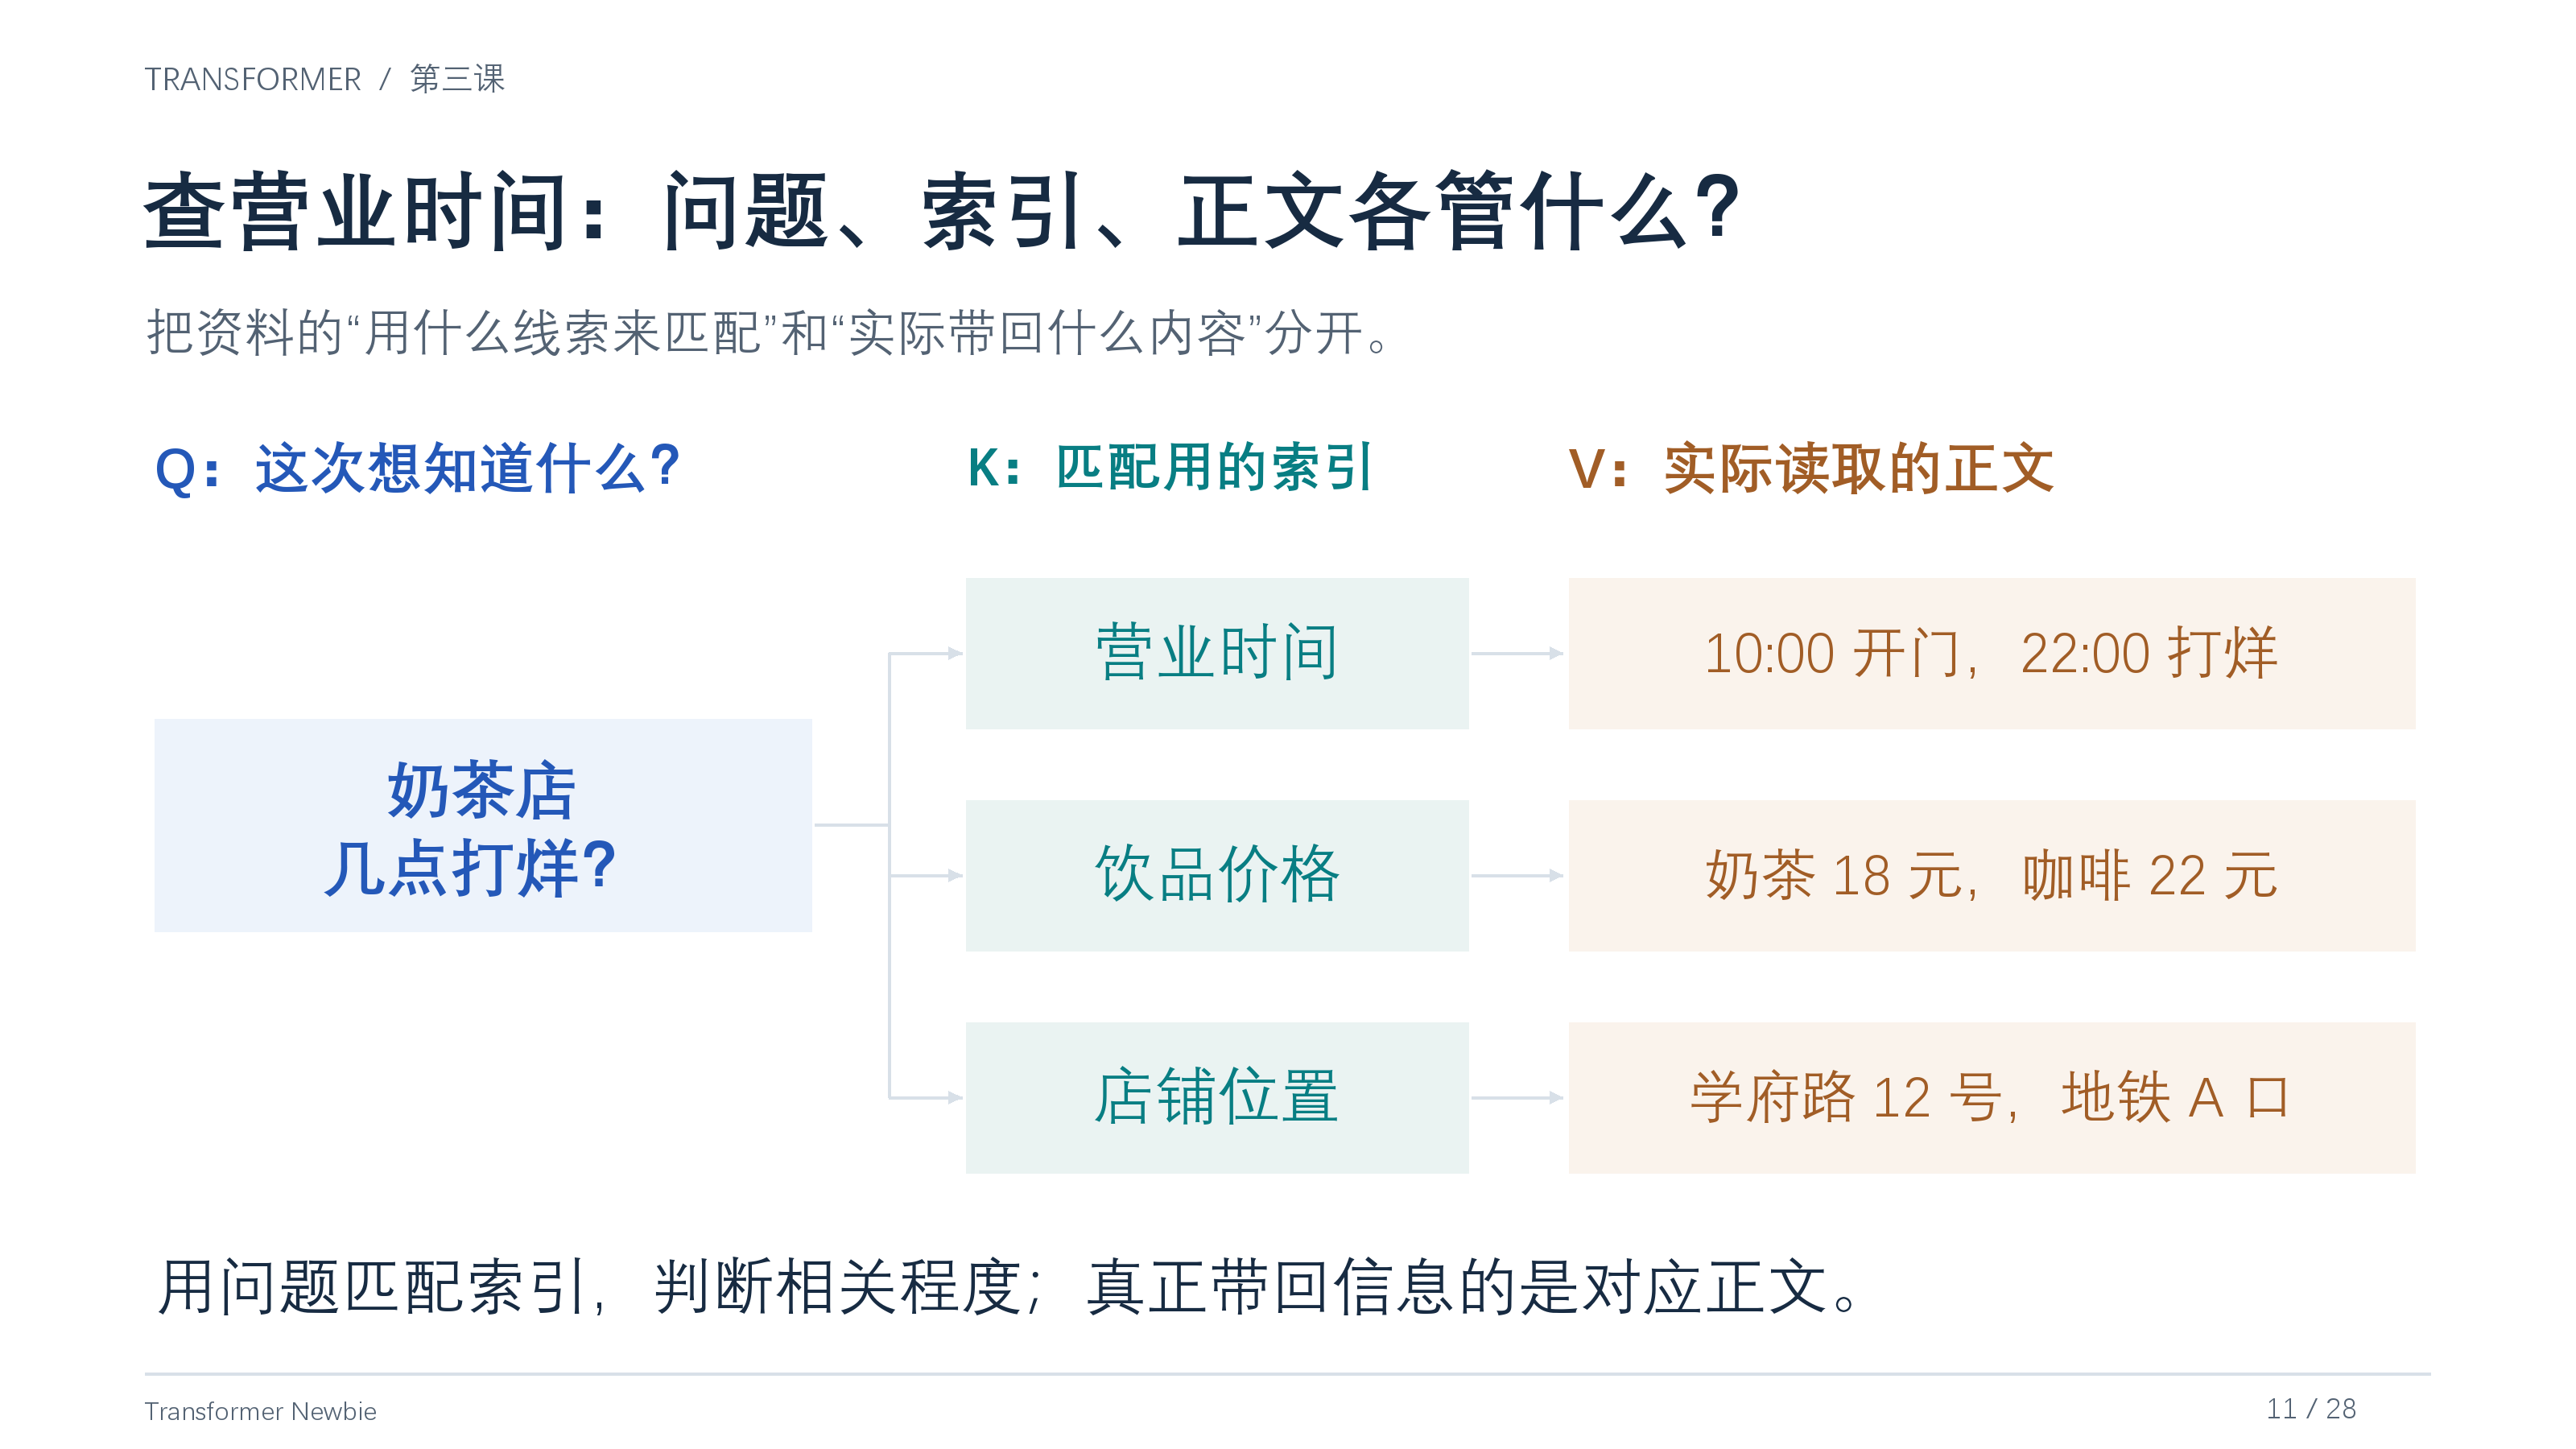 TRANSFORMER / 第三课
查营业时间：问题、索引、正文各管什么？
把资料的“用什么线索来匹配”和“实际带回什么内容”分开。
Q：这次想知道什么？
K：匹配用的索引
V：实际读取的正文
奶茶店
几点打烊？
营业时间
10:00 开门，22:00 打烊
饮品价格
奶茶 18 元，咖啡 22 元
店铺位置
学府路 12 号，地铁 A 口
用问题匹配索引，判断相关程度；真正带回信息的是对应正文。
Transformer Newbie
11 / 28